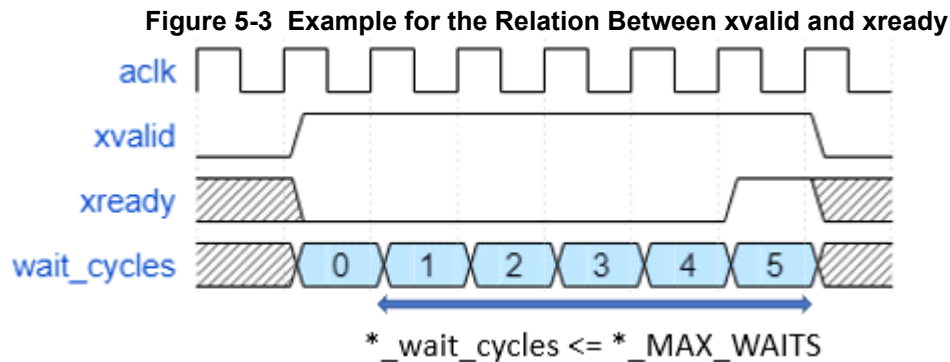 Figure 5-3 Example for the Relation Between xvalid and xready
aclk
xvalid
xready
wait_cycles 0 1 2 3 4 5
*_wait_cycles <= *_MAX_WAITS